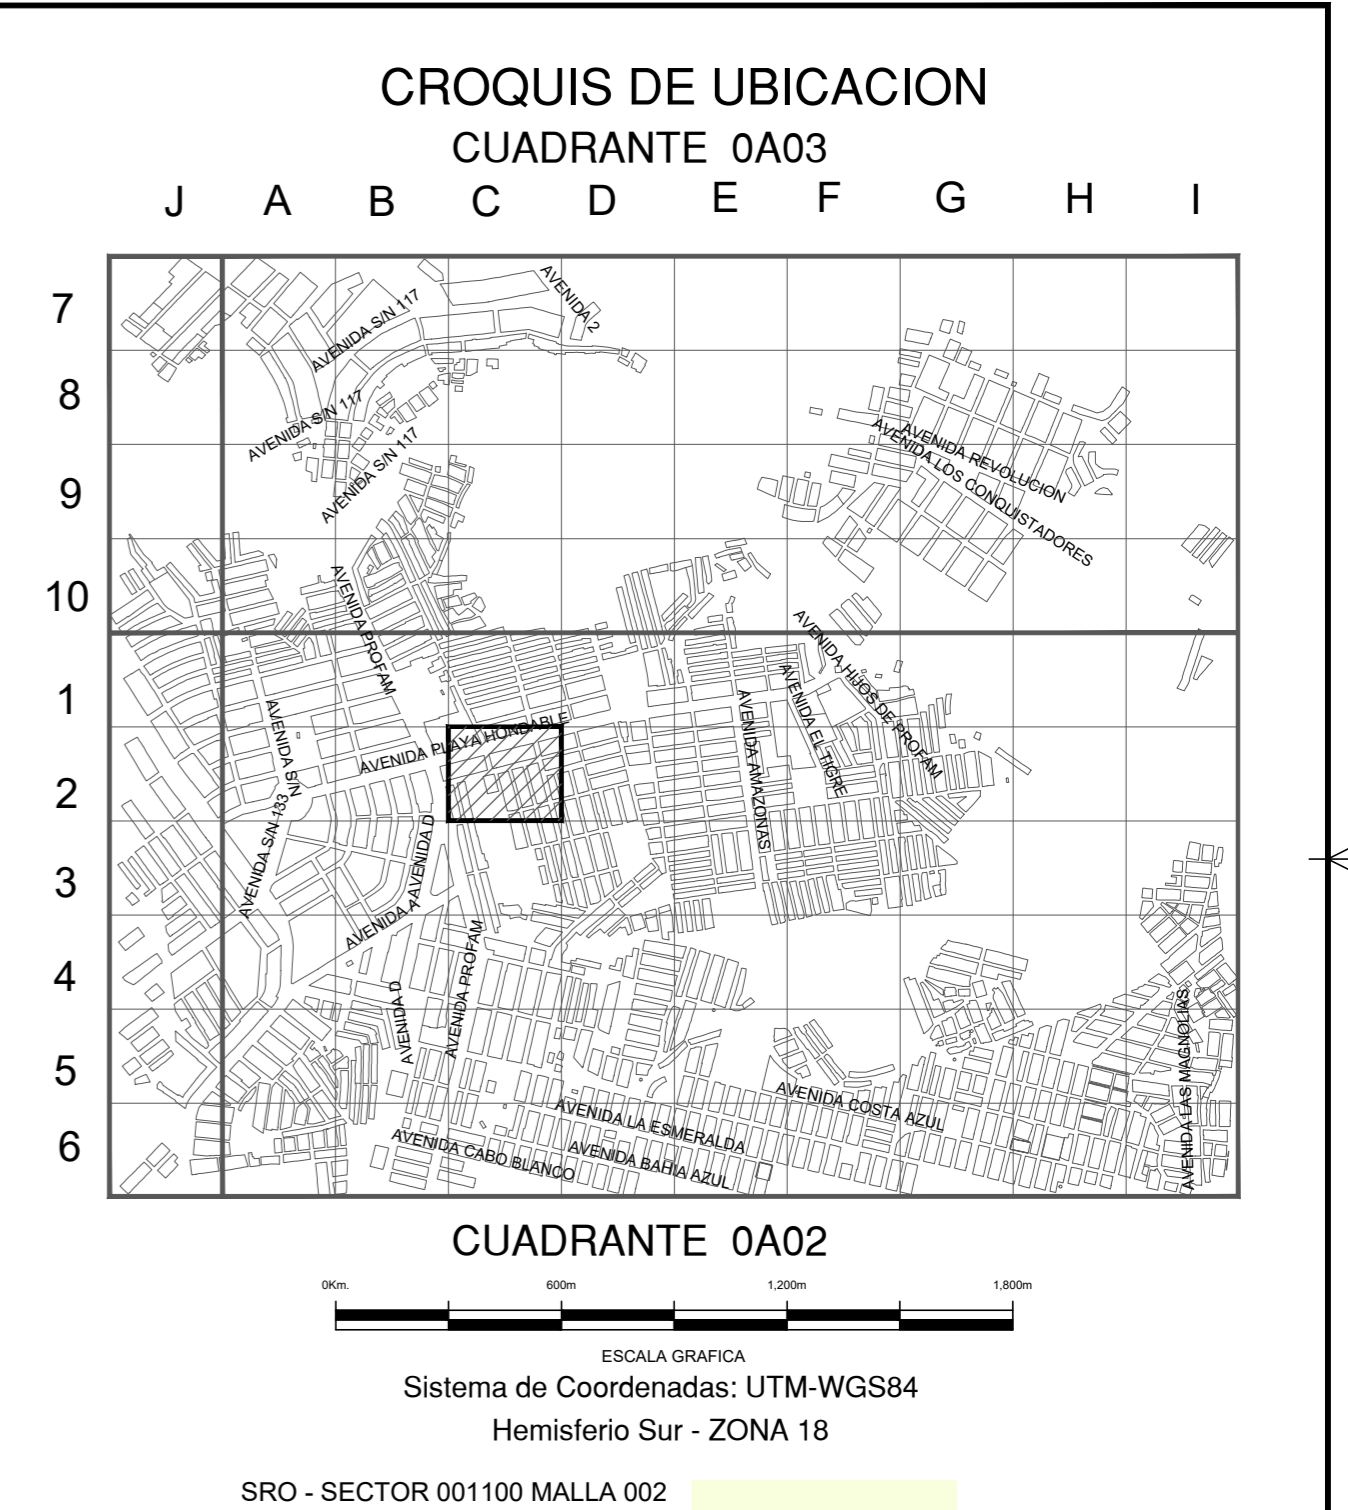 CROQUIS DE UBICACION
CUADRANTE 0A03
J A B C D E F G H I
7
AVENIDA 2
AVENIDA S/N 117
8
AVENIDA S/N 117
AVENIDA S/N 117
AVENIDA REVOLUCION
AVENIDA LOS CONQUISTADORES
9
10
AVENIDA PROFAM
AVENIDA HIJOS DE PROFAM
1
AVENIDA S/N
AVENIDA PLAYA HONDABLE
AVENIDA AMAZONAS
AVENIDA EL TIGRE
2
AVENIDA S/N 133
AVENIDA D
3
AVENIDA A
AVENIDA PROFAM
4
AVENIDA D
AVENIDA LAS MAGNOLIAS
5
AVENIDA COSTA AZUL
AVENIDA LA ESMERALDA
6
AVENIDA CABO BLANCO
AVENIDA BAHIA AZUL
CUADRANTE 0A02
0Km. 600m 1,200m 1,800m
ESCALA GRAFICA
Sistema de Coordenadas: UTM-WGS84
Hemisferio Sur - ZONA 18
SRO - SECTOR 001100 MALLA 002